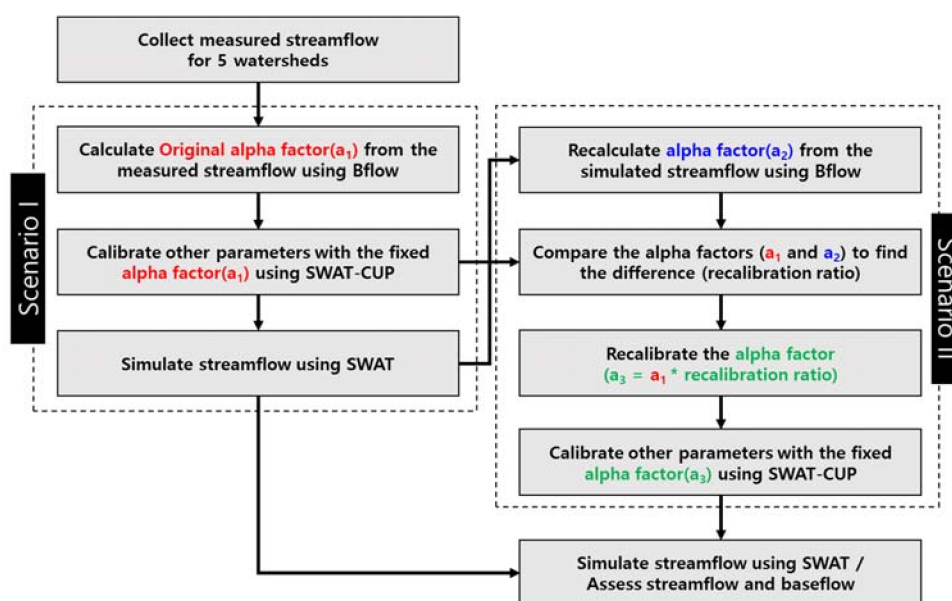 Collect measured streamflow
for 5 watersheds
Scenario I
Calculate Original alpha factor(a₁) from the
measured streamflow using Bflow
Calibrate other parameters with the fixed
alpha factor(a₁) using SWAT-CUP
Simulate streamflow using SWAT
Scenario II
Recalculate alpha factor(a₂) from the
simulated streamflow using Bflow
Compare the alpha factors (a₁ and a₂) to find
the difference (recalibration ratio)
Recalibrate the alpha factor
(a₃ = a₁ * recalibration ratio)
Calibrate other parameters with the fixed
alpha factor(a₃) using SWAT-CUP
Simulate streamflow using SWAT /
Assess streamflow and baseflow